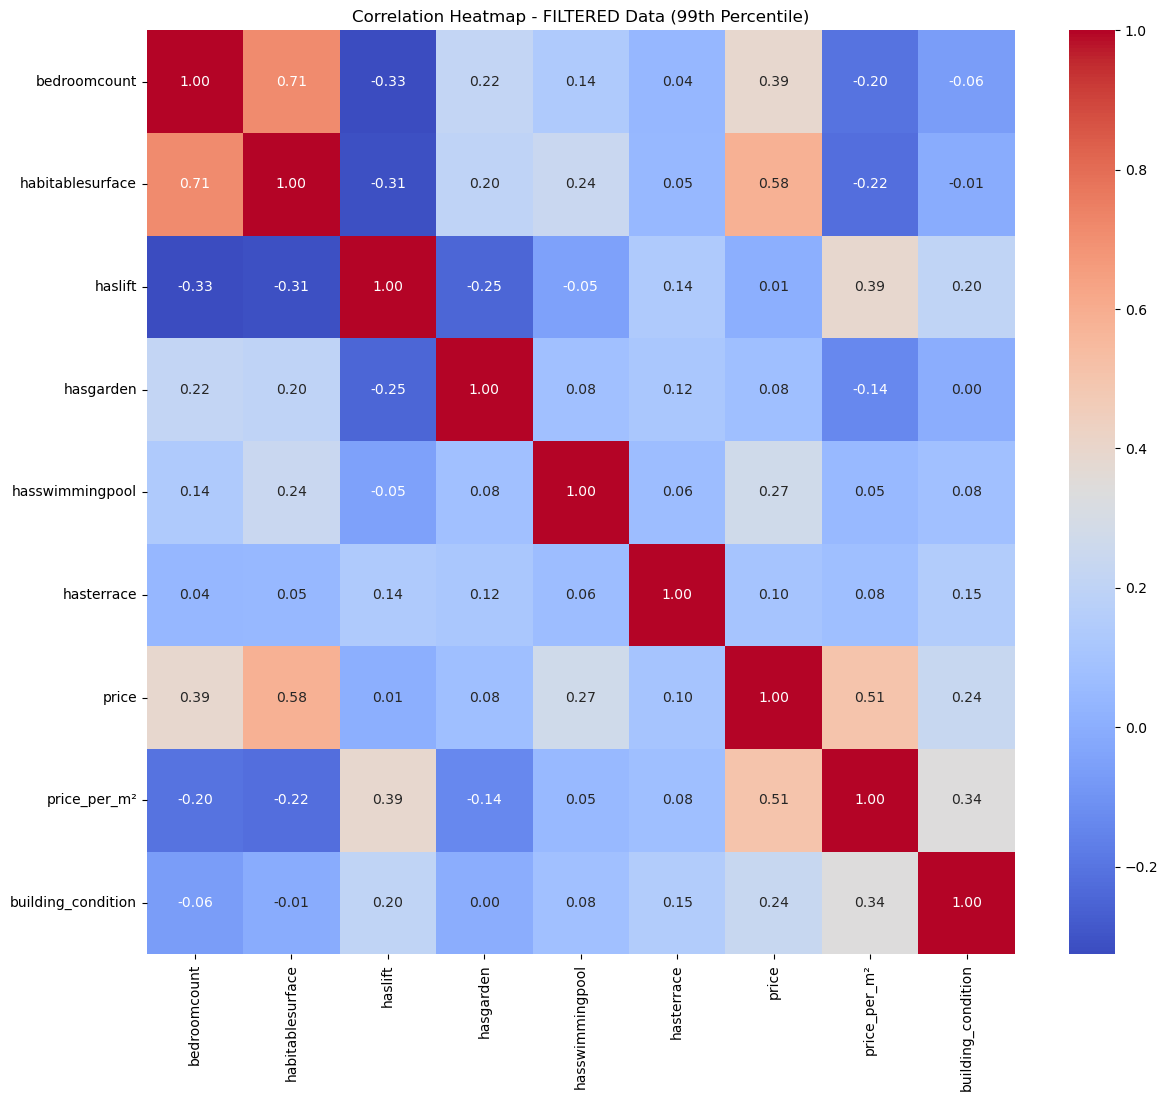 Correlation Heatmap - FILTERED Data (99th Percentile)
bedroomcount 1.00 0.71 -0.33 0.22 0.14 0.04 0.39 -0.20 -0.06
habitablesurface 0.71 1.00 -0.31 0.20 0.24 0.05 0.58 -0.22 -0.01
haslift -0.33 -0.31 1.00 -0.25 -0.05 0.14 0.01 0.39 0.20
hasgarden 0.22 0.20 -0.25 1.00 0.08 0.12 0.08 -0.14 0.00
hasswimmingpool 0.14 0.24 -0.05 0.08 1.00 0.06 0.27 0.05 0.08
hasterrace 0.04 0.05 0.14 0.12 0.06 1.00 0.10 0.08 0.15
price 0.39 0.58 0.01 0.08 0.27 0.10 1.00 0.51 0.24
price_per_m² -0.20 -0.22 0.39 -0.14 0.05 0.08 0.51 1.00 0.34
building_condition -0.06 -0.01 0.20 0.00 0.08 0.15 0.24 0.34 1.00
bedroomcount
habitablesurface
haslift
hasgarden
hasswimmingpool
hasterrace
price
price_per_m²
building_condition
1.0
0.8
0.6
0.4
0.2
0.0
−0.2